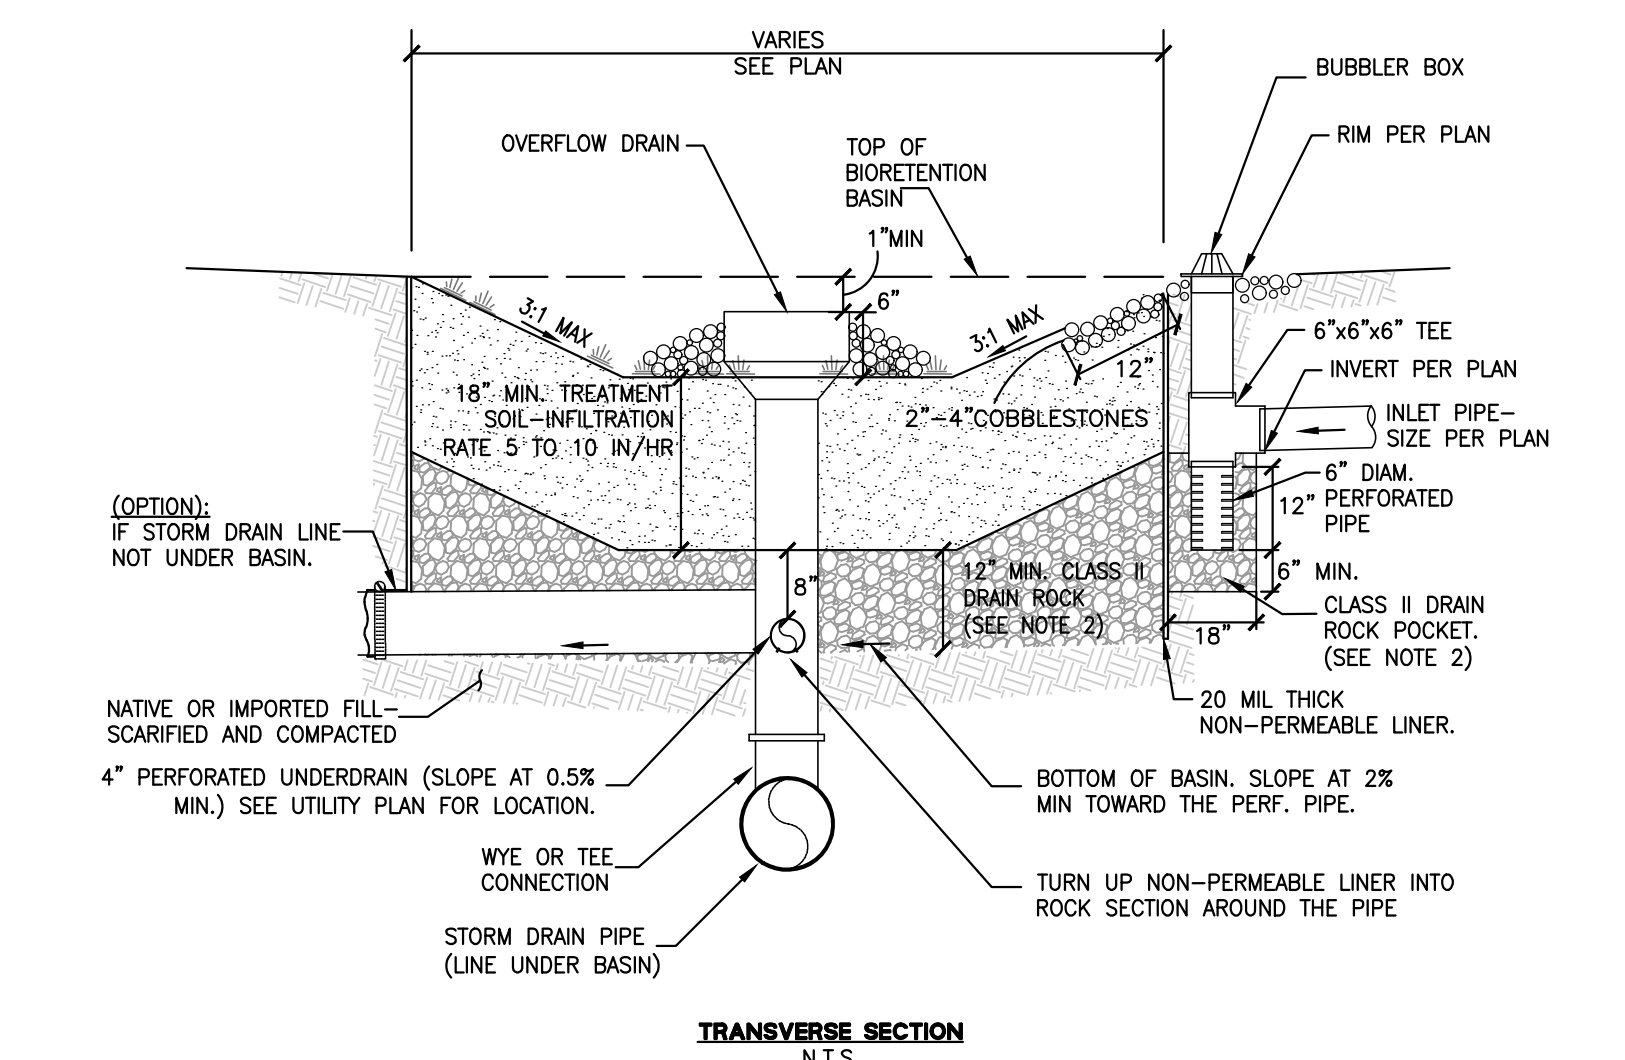 VARIES
SEE PLAN
BUBBLER BOX
RIM PER PLAN
OVERFLOW DRAIN
TOP OF
BIORETENTION
BASIN
1"MIN
6"
3:1 MAX
3:1 MAX
12"
6"x6"x6" TEE
INVERT PER PLAN
INLET PIPE-
SIZE PER PLAN
18" MIN. TREATMENT
SOIL-INFILTRATION
RATE 5 TO 10 IN/HR
2"-4"COBBLESTONES
6" DIAM.
PERFORATED
PIPE
12"
(OPTION):
IF STORM DRAIN LINE
NOT UNDER BASIN.
8"
12" MIN. CLASS II
DRAIN ROCK
(SEE NOTE 2)
6" MIN.
CLASS II DRAIN
ROCK POCKET.
(SEE NOTE 2)
18"
20 MIL THICK
NON-PERMEABLE LINER.
NATIVE OR IMPORTED FILL-
SCARIFIED AND COMPACTED
4" PERFORATED UNDERDRAIN (SLOPE AT 0.5%
MIN.) SEE UTILITY PLAN FOR LOCATION.
BOTTOM OF BASIN. SLOPE AT 2%
MIN TOWARD THE PERF. PIPE.
WYE OR TEE
CONNECTION
TURN UP NON-PERMEABLE LINER INTO
ROCK SECTION AROUND THE PIPE
STORM DRAIN PIPE
(LINE UNDER BASIN)
TRANSVERSE SECTION
N.T.S.